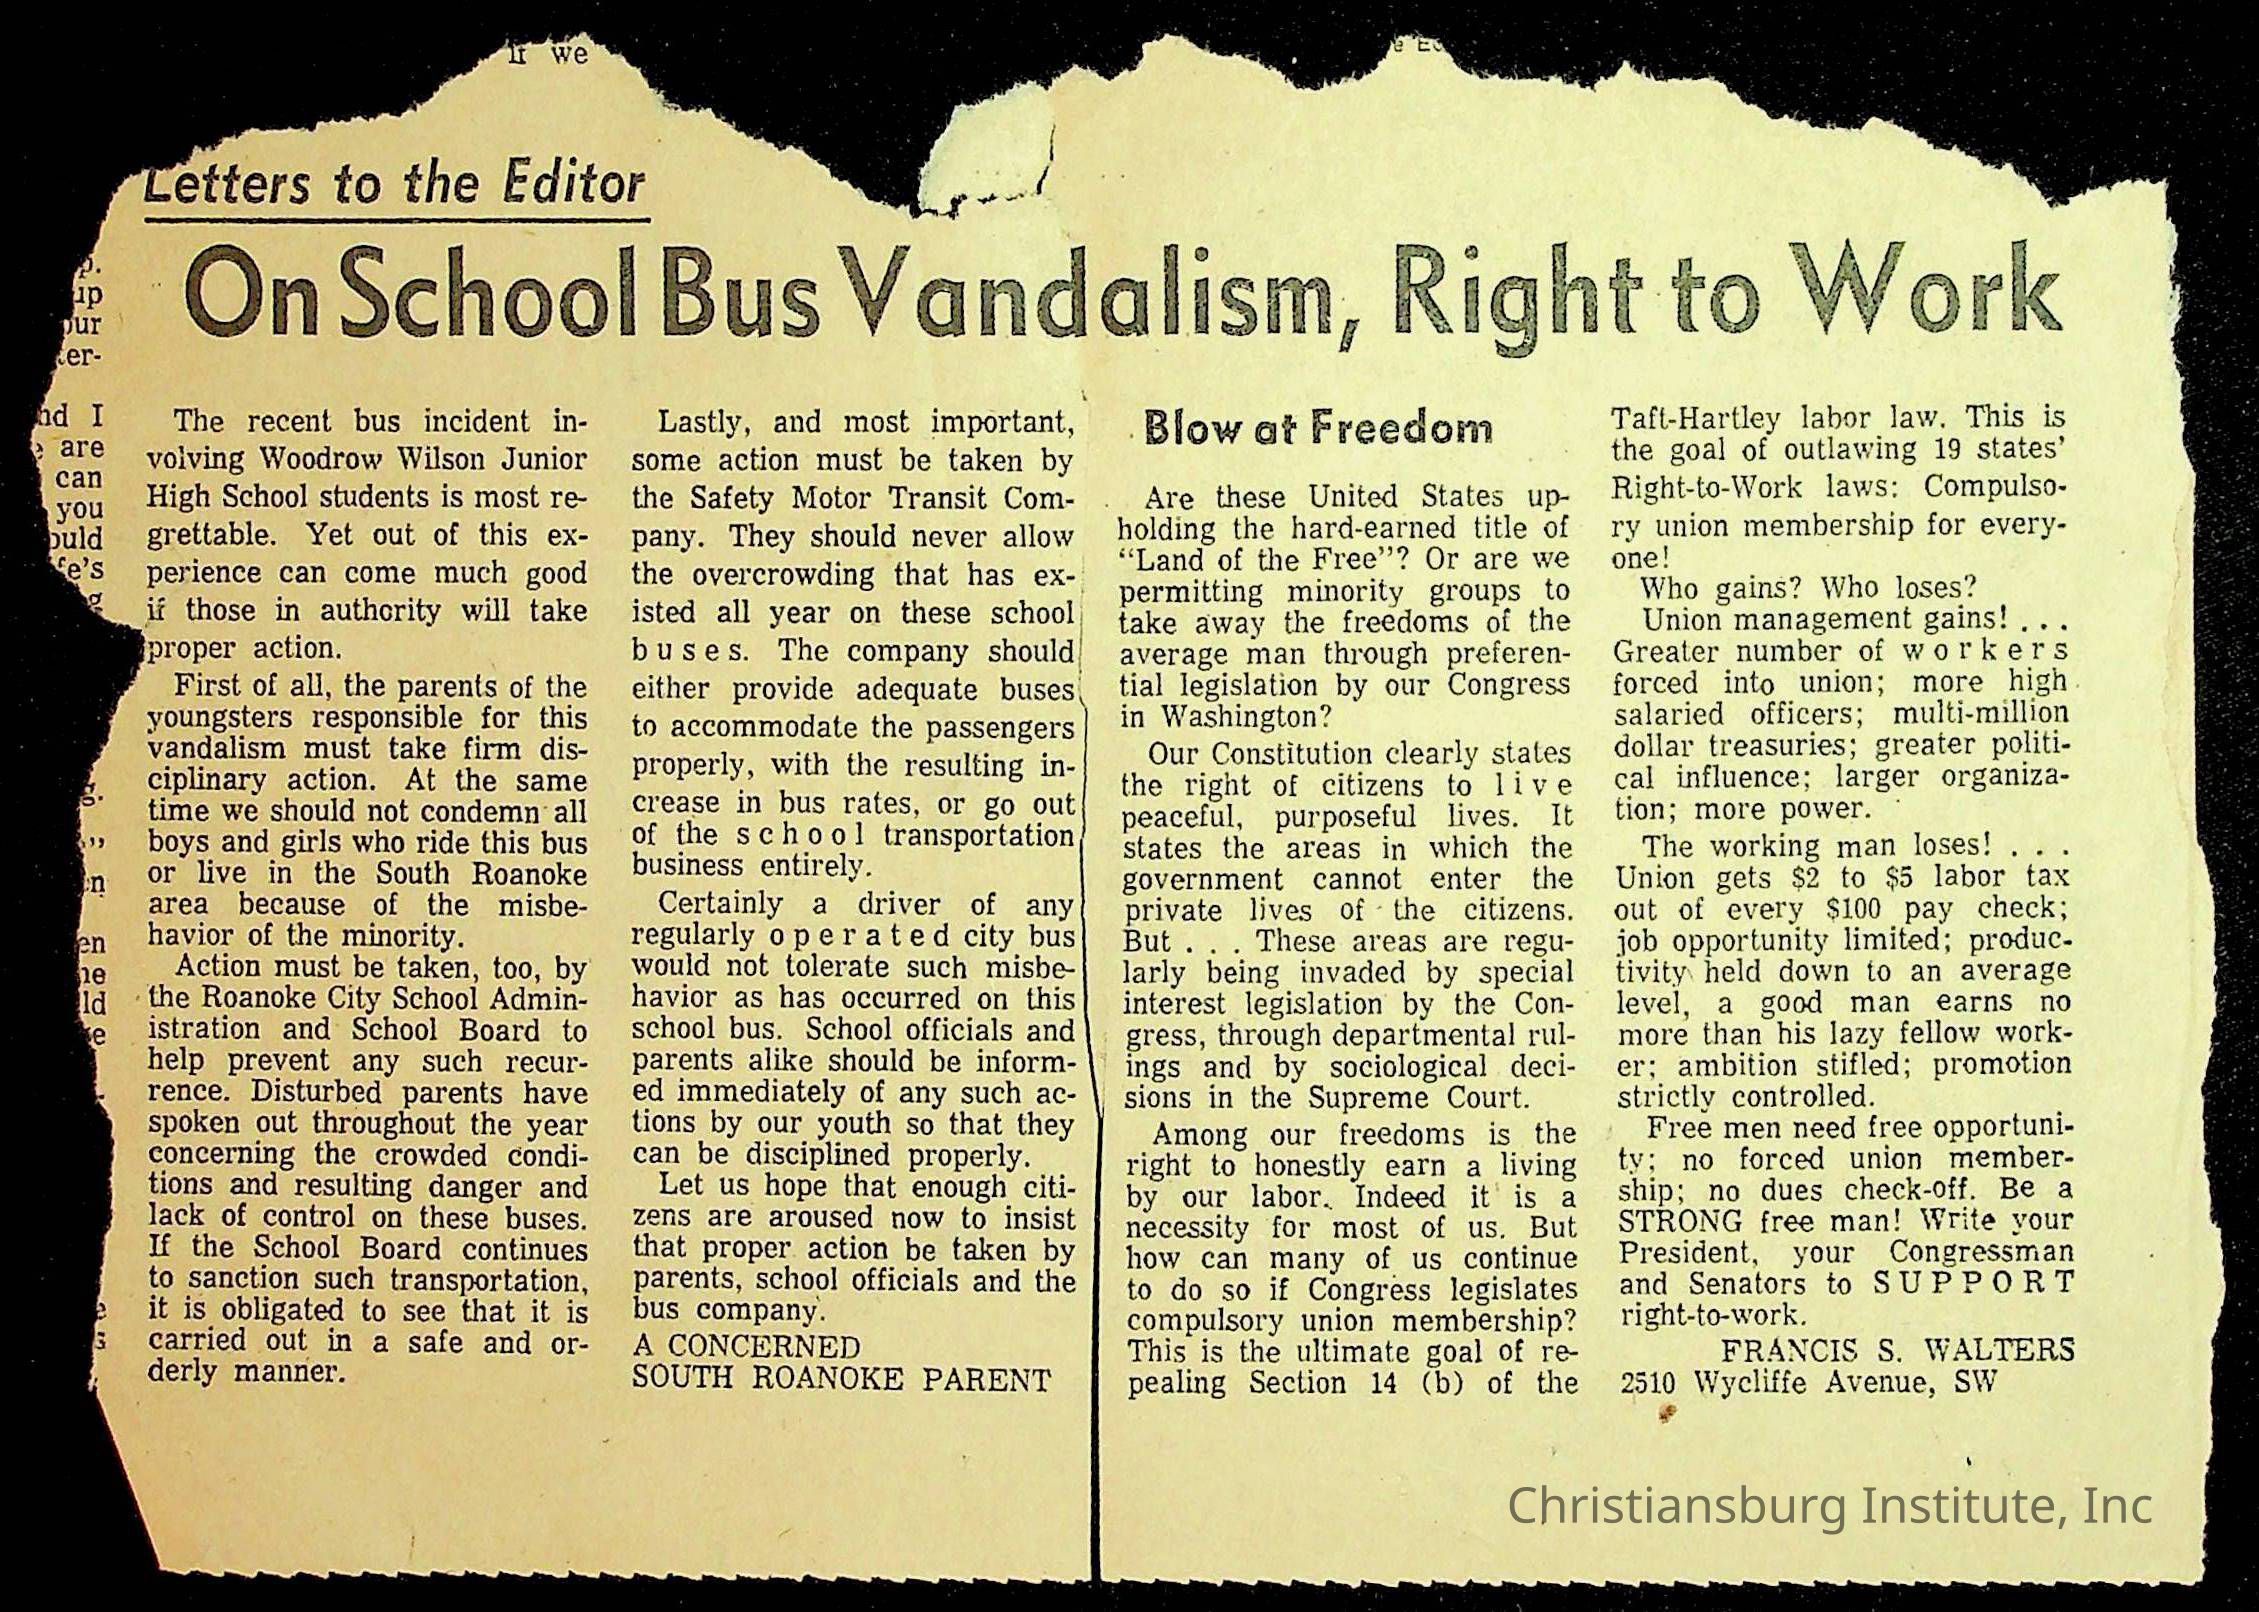 If we
Letters to the Editor
On School Bus Vandalism, Right to Work
up
are
can
you
The recent bus incident in-
volving Woodrow Wilson Junior
High School students is most re-
grettable. Yet out of this ex-
perience can come much good
if those in authority will take
proper action.
First of all, the parents of the
youngsters responsible for this
vandalism must take firm dis-
ciplinary action. At the same
time we should not condemn all
boys and girls who ride this bus
or live in the South Roanoke
area because of the misbe-
havior of the minority.
Action must be taken, too, by
the Roanoke City School Admin-
istration and School Board to
help prevent any such recur-
rence. Disturbed parents have
spoken out throughout the year
concerning the crowded condi-
tions and resulting danger and
lack of control on these buses.
If the School Board continues
to sanction such transportation,
it is obligated to see that it is
carried out in a safe and or-
derly manner.
Lastly, and most important,
some action must be taken by
the Safety Motor Transit Com-
pany. They should never allow
the overcrowding that has ex-
isted all year on these school
buses. The company should
either provide adequate buses
to accommodate the passengers
properly, with the resulting in-
crease in bus rates, or go out
of the school transportation
business entirely.
Certainly a driver of any
regularly operated city bus
would not tolerate such misbe-
havior as has occurred on this
school bus. School officials and
parents alike should be inform-
ed immediately of any such ac-
tions by our youth so that they
can be disciplined properly.
Let us hope that enough citi-
zens are aroused now to insist
that proper action be taken by
parents, school officials and the
bus company.
A CONCERNED
SOUTH ROANOKE PARENT
Blow at Freedom
Are these United States up-
holding the hard-earned title of
“Land of the Free”? Or are we
permitting minority groups to
take away the freedoms of the
average man through preferen-
tial legislation by our Congress
in Washington?
Our Constitution clearly states
the right of citizens to live
peaceful, purposeful lives. It
states the areas in which the
government cannot enter the
private lives of the citizens.
But . . . These areas are regu-
larly being invaded by special
interest legislation by the Con-
gress, through departmental rul-
ings and by sociological deci-
sions in the Supreme Court.
Among our freedoms is the
right to honestly earn a living
by our labor. Indeed it is a
necessity for most of us. But
how can many of us continue
to do so if Congress legislates
compulsory union membership?
This is the ultimate goal of re-
pealing Section 14 (b) of the
Taft-Hartley labor law. This is
the goal of outlawing 19 states’
Right-to-Work laws: Compulso-
ry union membership for every-
one!
Who gains? Who loses?
Union management gains! . . .
Greater number of workers
forced into union; more high
salaried officers; multi-million
dollar treasuries; greater politi-
cal influence; larger organiza-
tion; more power.
The working man loses! . . .
Union gets $2 to $5 labor tax
out of every $100 pay check;
job opportunity limited; produc-
tivity held down to an average
level, a good man earns no
more than his lazy fellow work-
er; ambition stifled; promotion
strictly controlled.
Free men need free opportuni-
ty; no forced union member-
ship; no dues check-off. Be a
STRONG free man! Write your
President, your Congressman
and Senators to SUPPORT
right-to-work.
FRANCIS S. WALTERS
2510 Wycliffe Avenue, SW
Christiansburg Institute, Inc